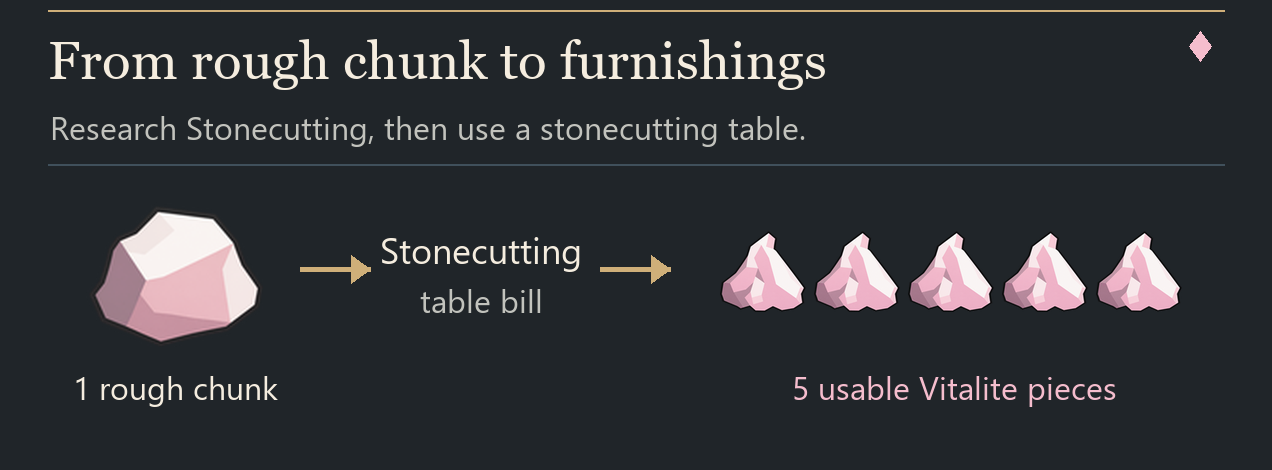 From rough chunk to furnishings
Research Stonecutting, then use a stonecutting table.
Stonecutting
table bill
1 rough chunk
5 usable Vitalite pieces